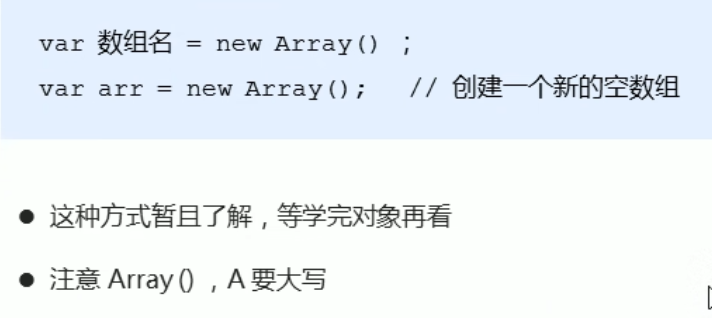 var 数组名 = new Array() ;
var arr = new Array(); // 创建一个新的空数组
● 这种方式暂且了解，等学完对象再看
● 注意 Array () ，A 要大写